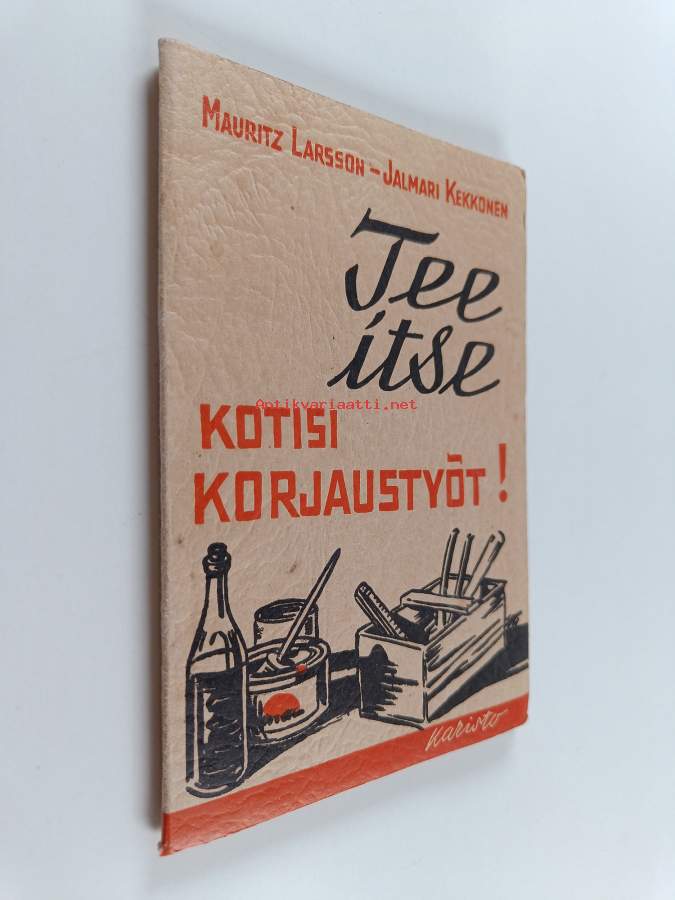 MAURITZ LARSSON – JALMARI KEKKONEN
Tee
itse
Antikvariaatti.net
KOTISI
KORJAUSTYÖT!
Karisto